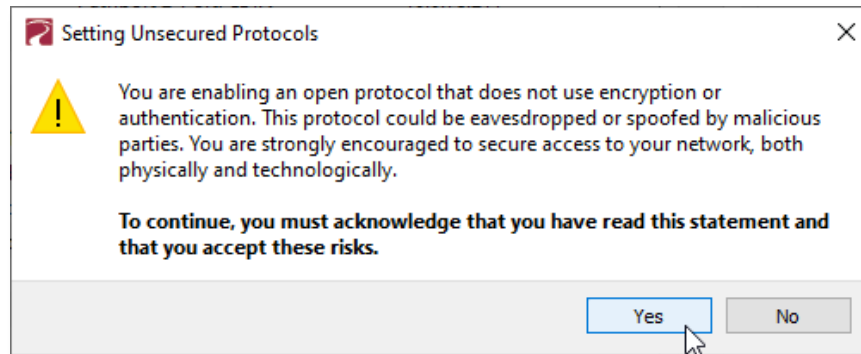 Setting Unsecured Protocols
You are enabling an open protocol that does not use encryption or
authentication. This protocol could be eavesdropped or spoofed by malicious
parties. You are strongly encouraged to secure access to your network, both
physically and technologically.
To continue, you must acknowledge that you have read this statement and
that you accept these risks.
Yes
No